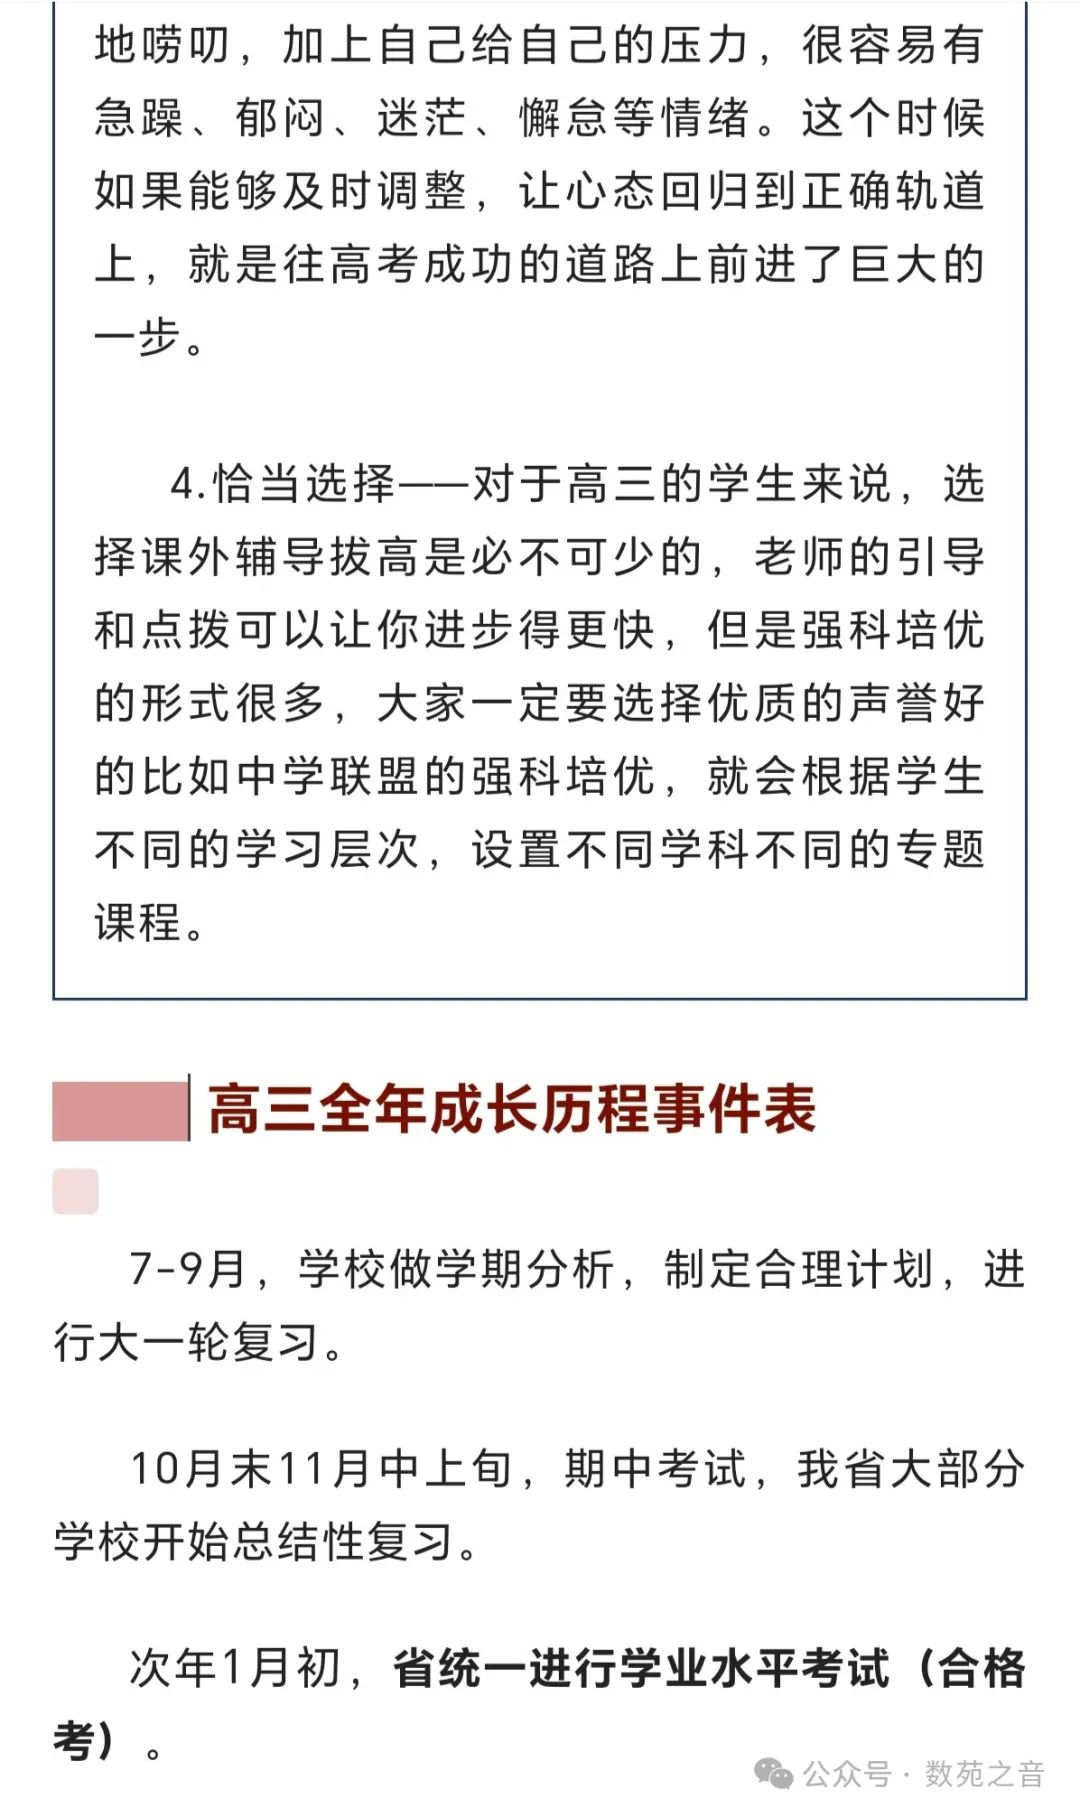 地唠叨，加上自己给自己的压力，很容易有
急躁、郁闷、迷茫、懈怠等情绪。这个时候
如果能够及时调整，让心态回归到正确轨道
上，就是往高考成功的道路上前进了巨大的
一步。
4.恰当选择——对于高三的学生来说，选
择课外辅导拔高是必不可少的，老师的引导
和点拨可以让你进步得更快，但是强科培优
的形式很多，大家一定要选择优质的声誉好
的比如中学联盟的强科培优，就会根据学生
不同的学习层次，设置不同学科不同的专题
课程。
高三全年成长历程事件表
7-9月，学校做学期分析，制定合理计划，进
行大一轮复习。
10月末11月中上旬，期中考试，我省大部分
学校开始总结性复习。
次年1月初，省统一进行学业水平考试（合格
考）。
公众号·数苑之音